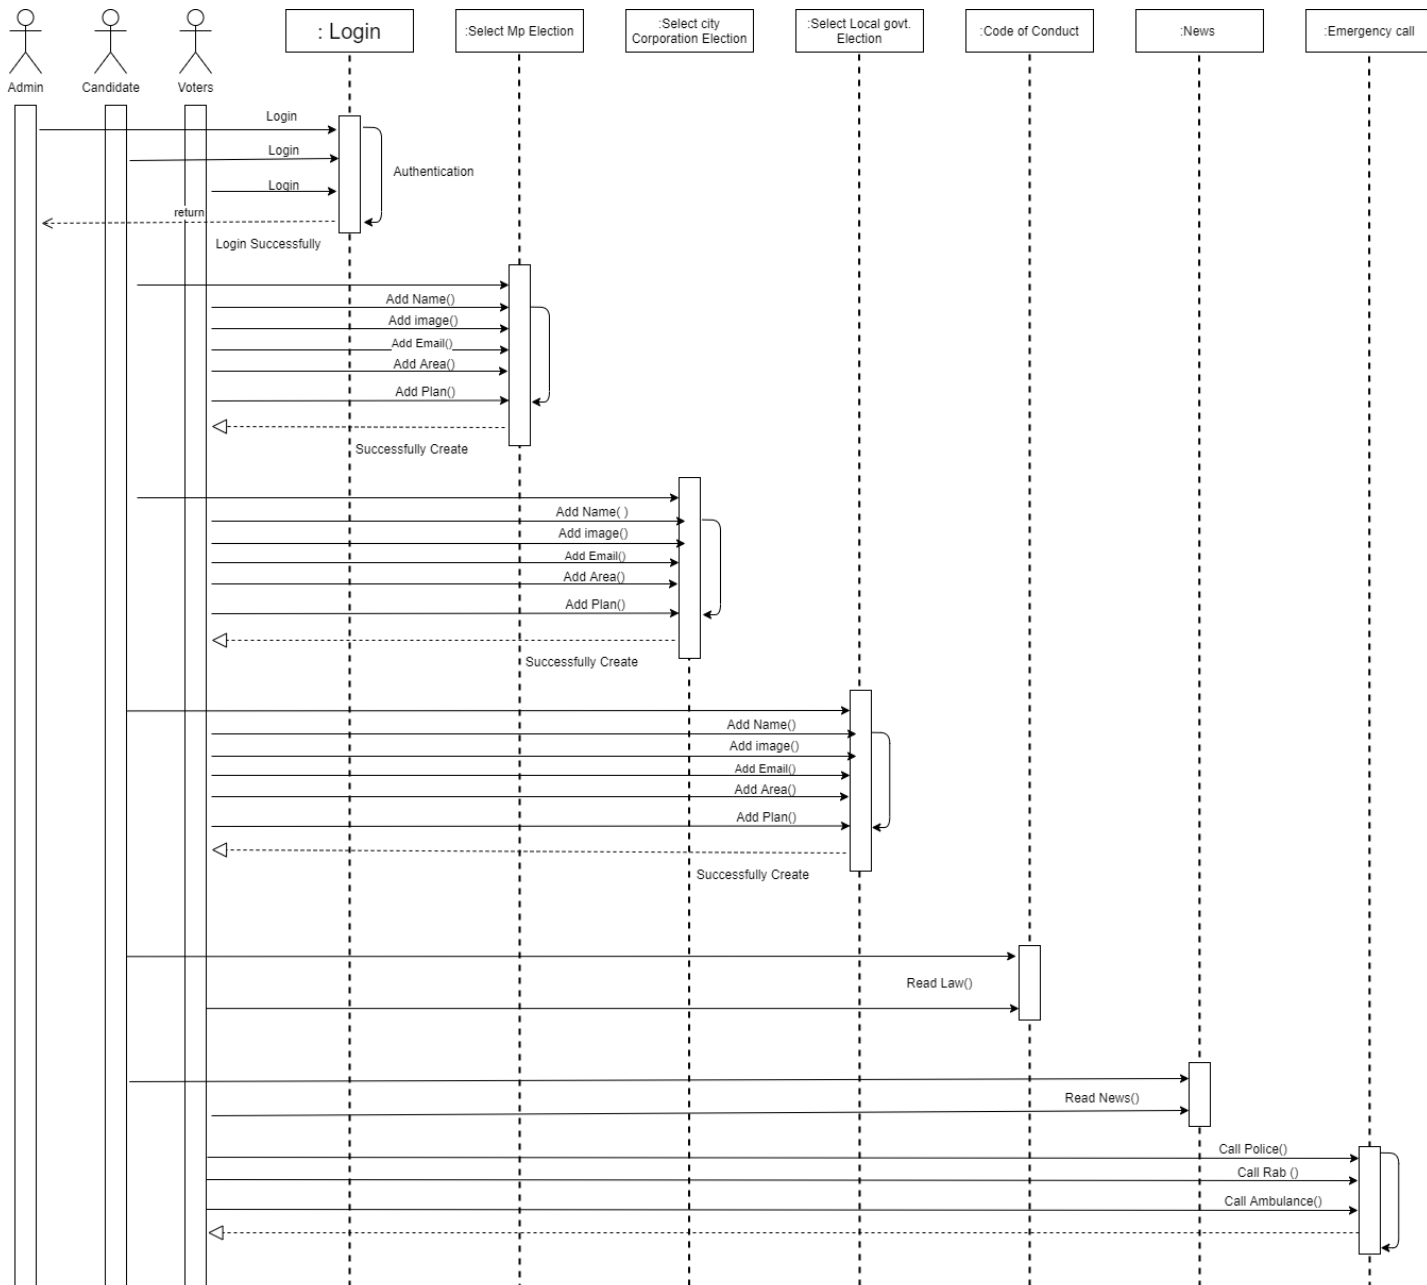 Admin
Candidate
Voters
: Login
:Select Mp Election
:Select city
Corporation Election
:Select Local govt.
Election
:Code of Conduct
:News
:Emergency call
Login
Login
Authentication
Login
return
Login Successfully
Add Name()
Add image()
Add Email()
Add Area()
Add Plan()
Successfully Create
Add Name( )
Add image()
Add Email()
Add Area()
Add Plan()
Successfully Create
Add Name()
Add image()
Add Email()
Add Area()
Add Plan()
Successfully Create
Read Law()
Read News()
Call Police()
Call Rab ()
Call Ambulance()